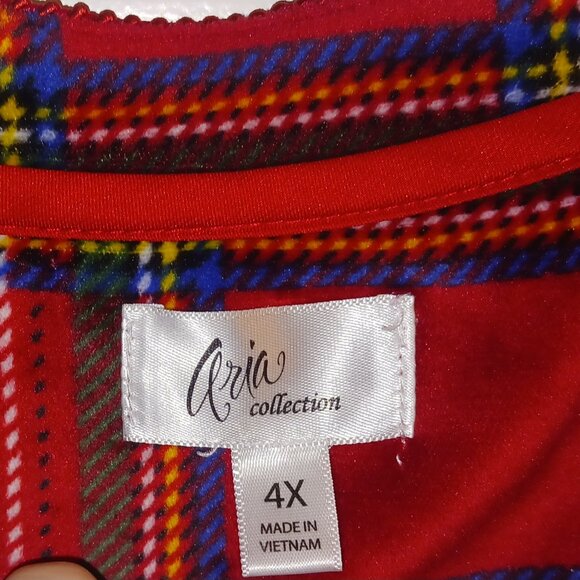 Aria
collection
4X
MADE IN
VIETNAM